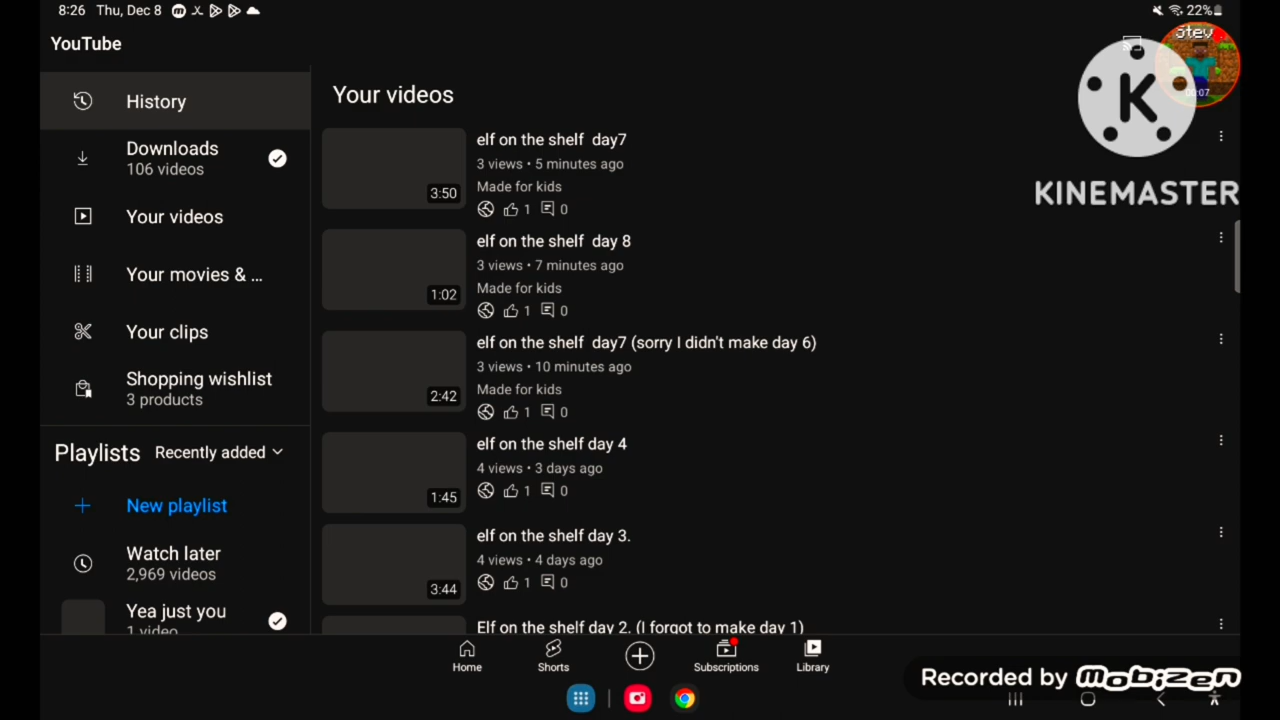 8:26 Thu, Dec 8
22%
YouTube
History
Downloads
106 videos
Your videos
Your movies & ...
Your clips
Shopping wishlist
3 products
Playlists Recently added
New playlist
Watch later
2,969 videos
Yea just you
1 video
Your videos
elf on the shelf day7
3 views • 5 minutes ago
Made for kids
1 0
3:50
elf on the shelf day 8
3 views • 7 minutes ago
Made for kids
1 0
1:02
elf on the shelf day7 (sorry I didn't make day 6)
3 views • 10 minutes ago
Made for kids
1 0
2:42
elf on the shelf day 4
4 views • 3 days ago
1 0
1:45
elf on the shelf day 3.
4 views • 4 days ago
1 0
3:44
Elf on the shelf day 2. (I forgot to make day 1)
K
KINEMASTER
00:07
Home
Shorts
Subscriptions
Library
Recorded by mobizen